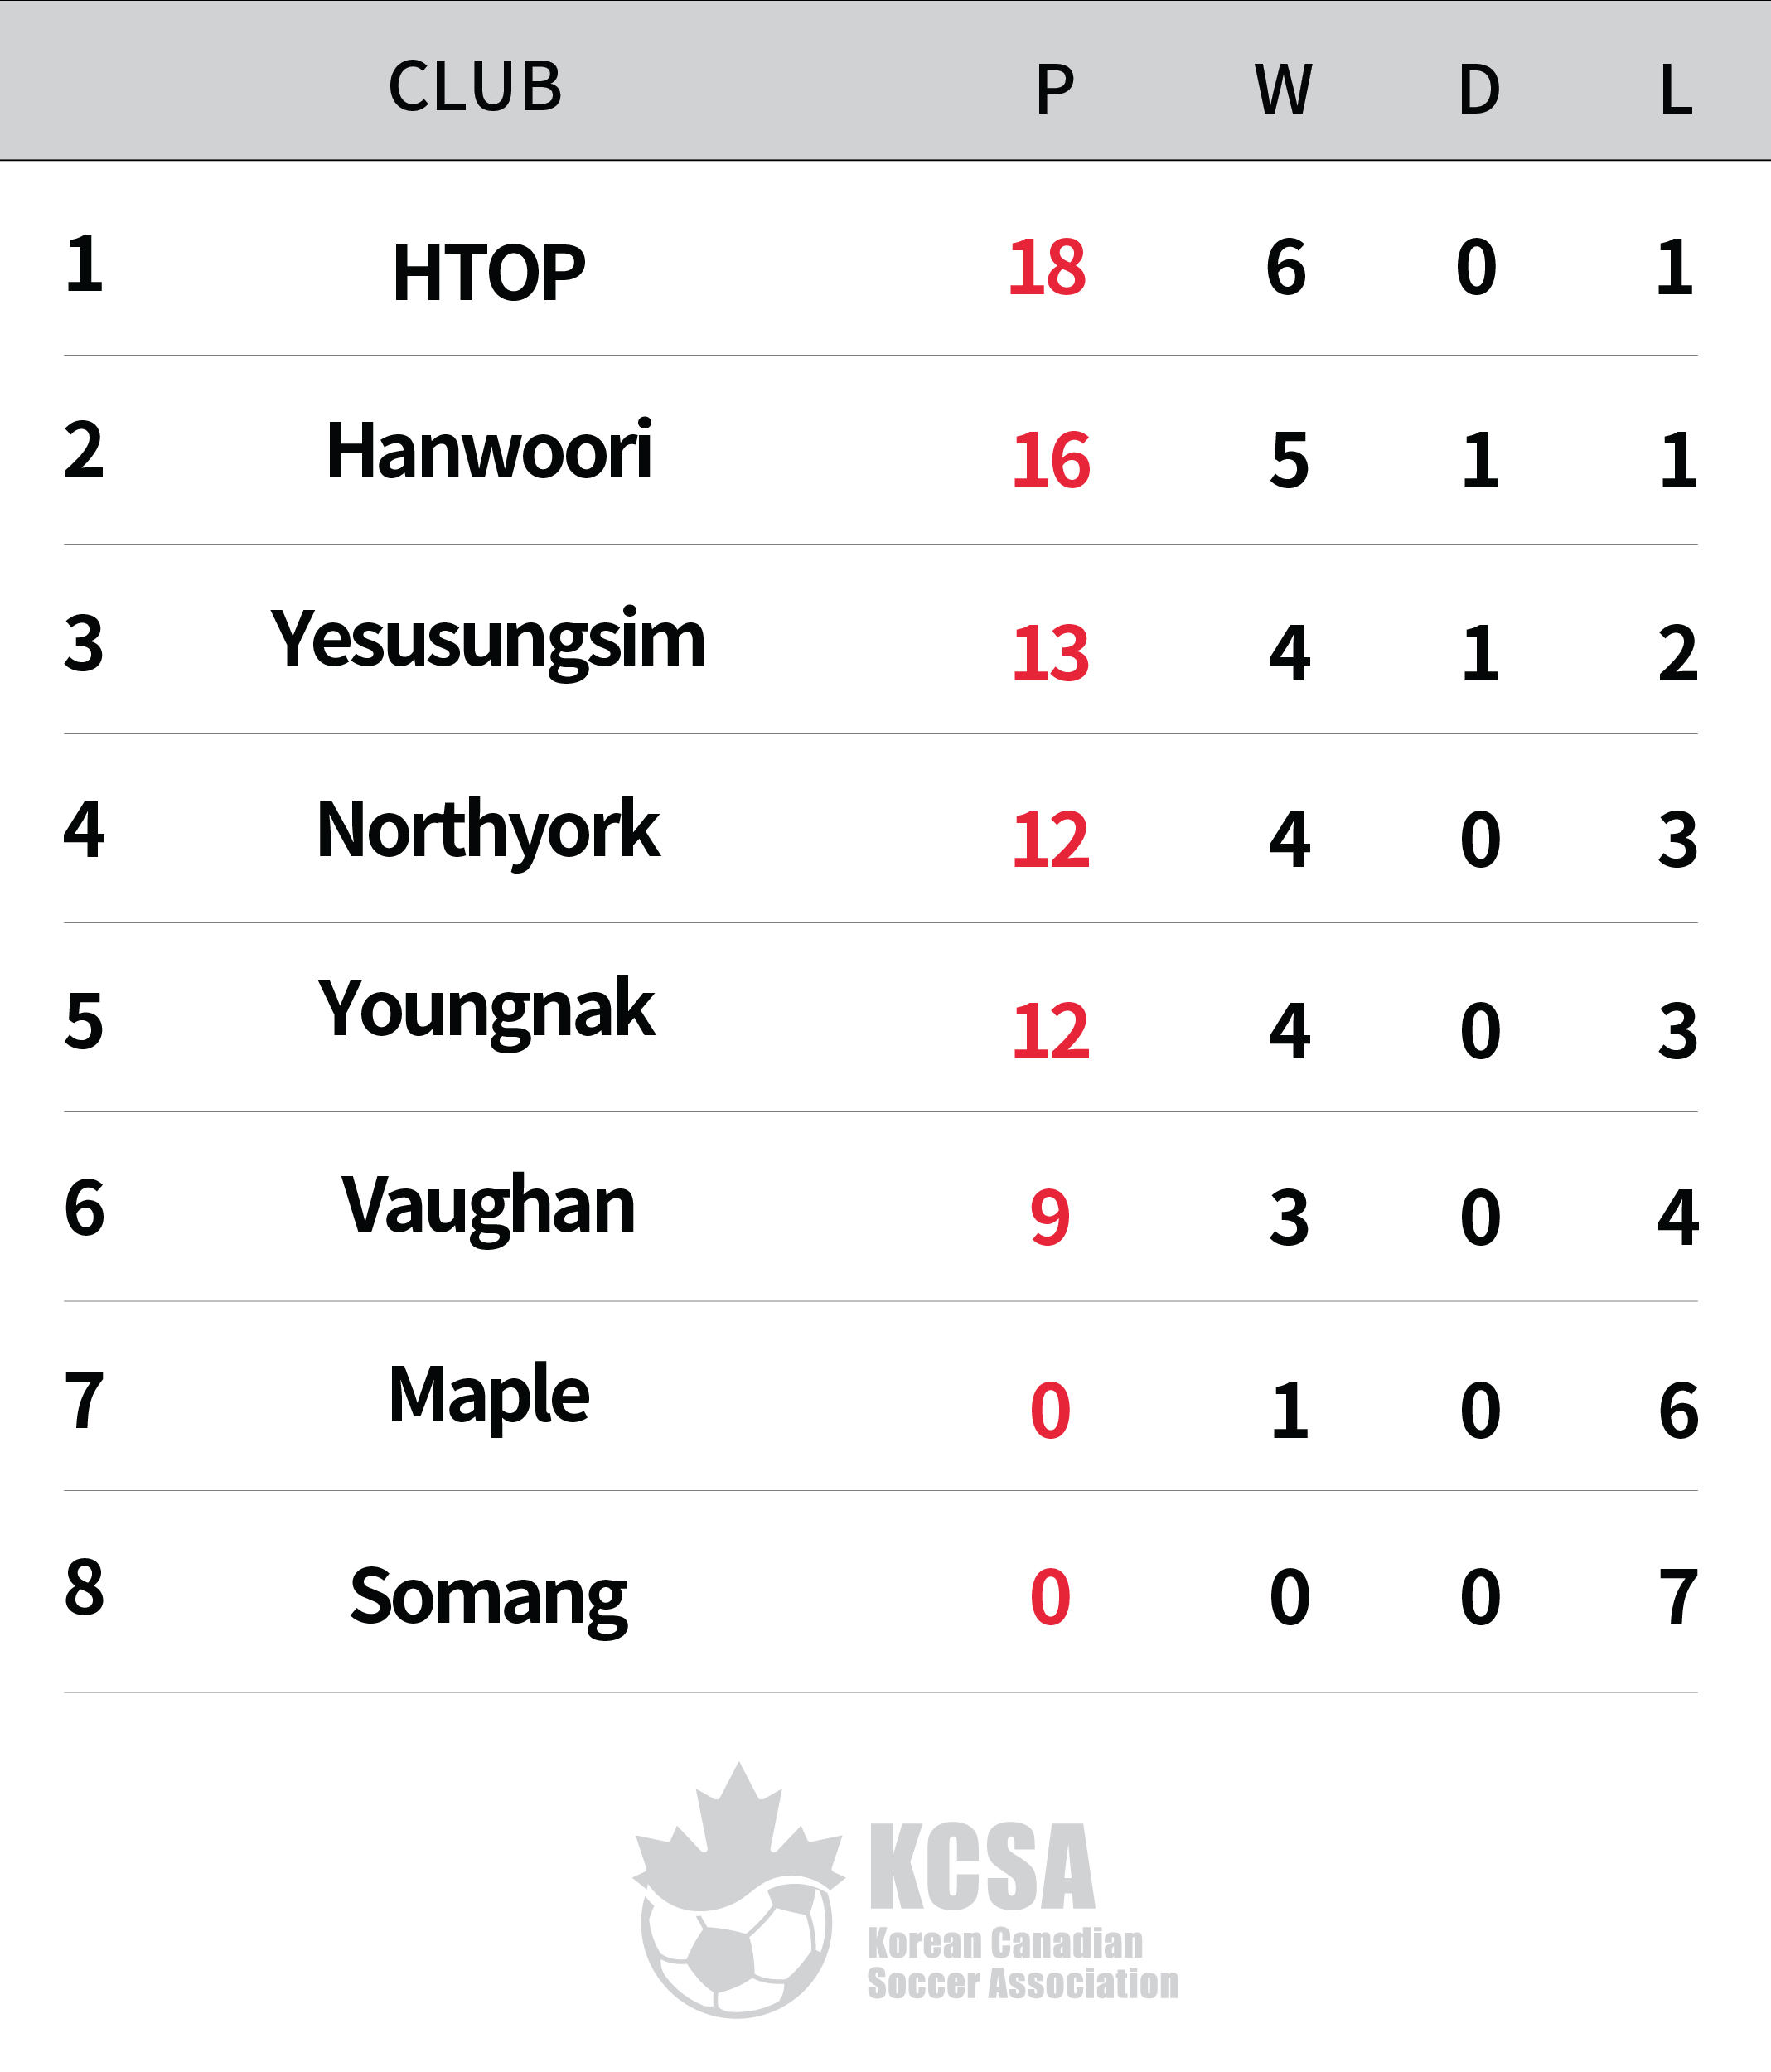 CLUB P W D L
1 HTOP 18 6 0 1
2 Hanwoori 16 5 1 1
3 Yesusungsim 13 4 1 2
4 Northyork 12 4 0 3
5 Youngnak 12 4 0 3
6 Vaughan 9 3 0 4
7 Maple 0 1 0 6
8 Somang 0 0 0 7
KCSA
Korean Canadian
Soccer Association